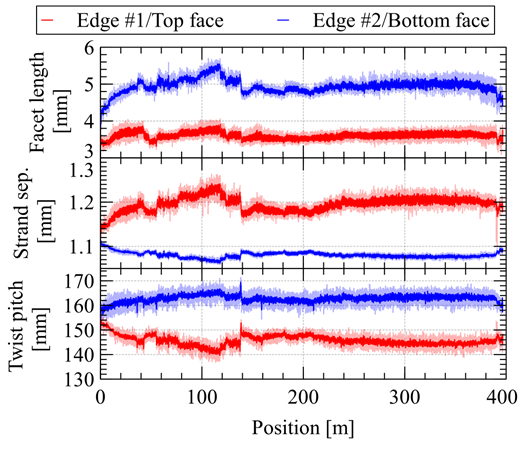 Edge #1/Top face Edge #2/Bottom face
Facet length
[mm]
6
5
4
3
Strand sep.
[mm]
1.3
1.2
1.1
Twist pitch
[mm]
170
160
150
140
130
0 100 200 300 400
Position [m]